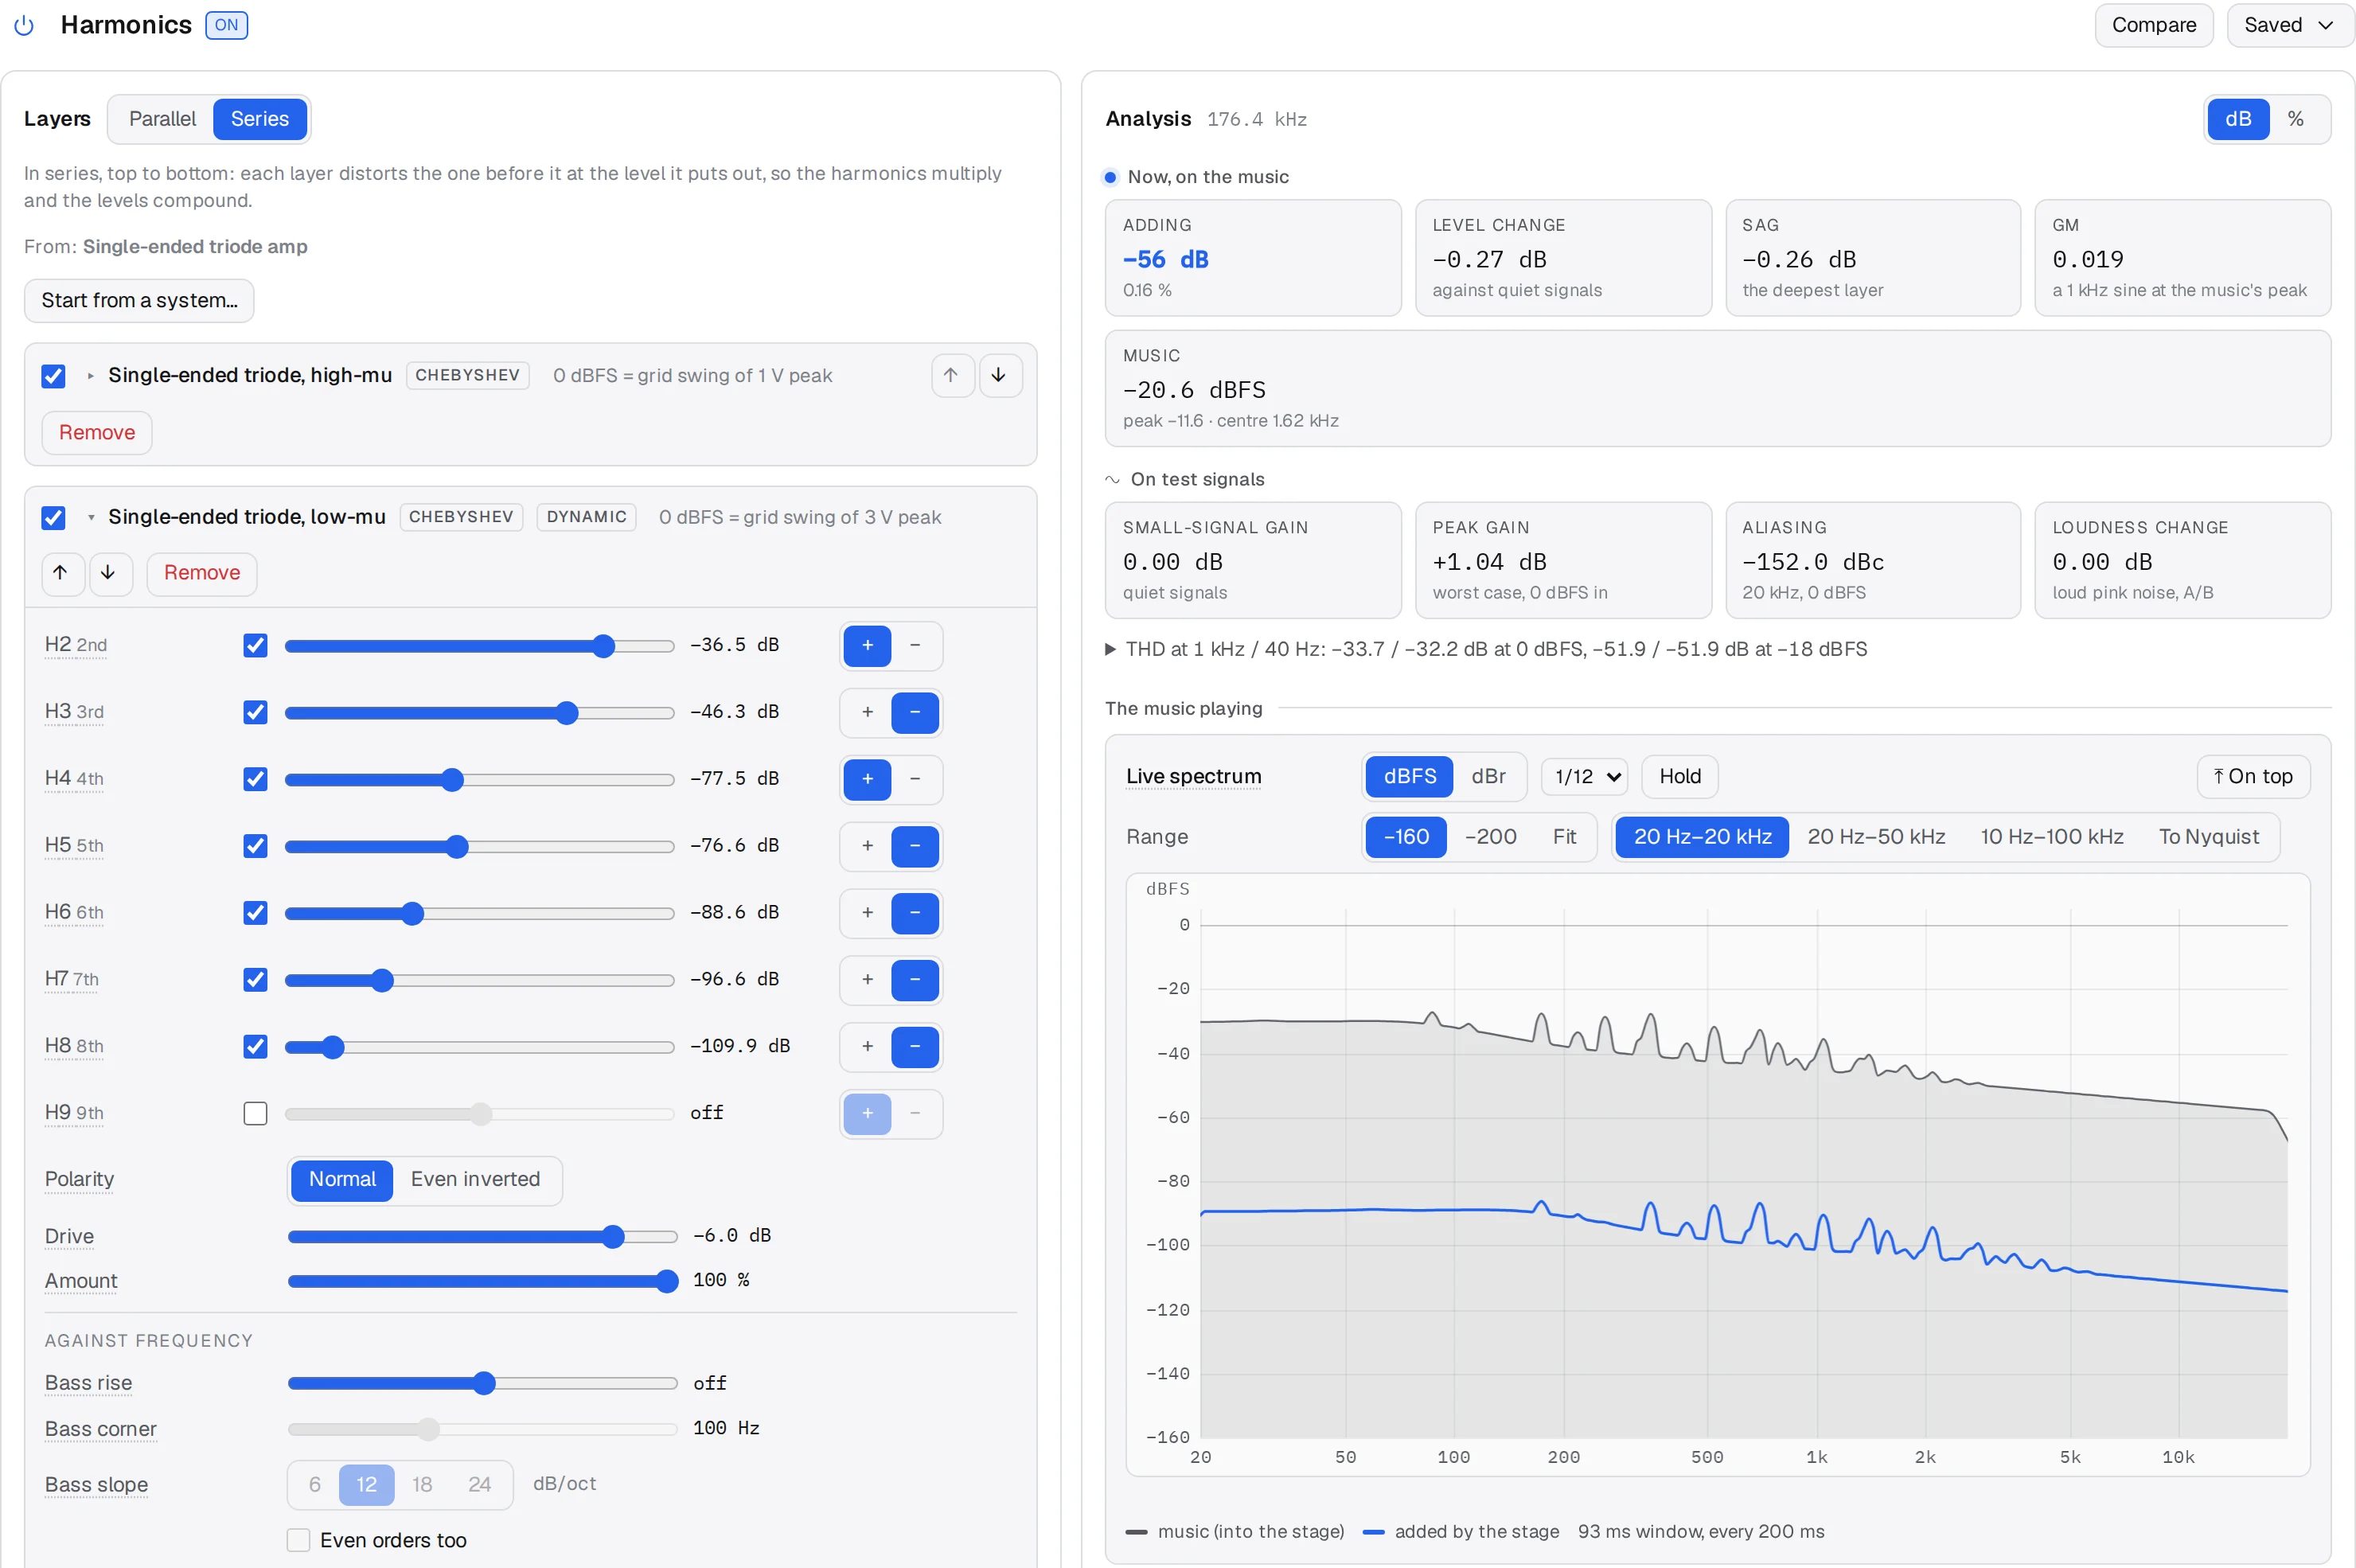 Harmonics ON
Compare Saved
Layers Parallel Series
In series, top to bottom: each layer distorts the one before it at the level it puts out, so the harmonics multiply
and the levels compound.
From: Single-ended triode amp
Start from a system...
Single-ended triode, high-mu CHEBYSHEV 0 dBFS = grid swing of 1 V peak ↑ ↓
Remove
Single-ended triode, low-mu CHEBYSHEV DYNAMIC 0 dBFS = grid swing of 3 V peak
↑ ↓ Remove
H2 2nd −36.5 dB + −
H3 3rd −46.3 dB + −
H4 4th −77.5 dB + −
H5 5th −76.6 dB + −
H6 6th −88.6 dB + −
H7 7th −96.6 dB + −
H8 8th −109.9 dB + −
H9 9th off + −
Polarity Normal Even inverted
Drive −6.0 dB
Amount 100 %
AGAINST FREQUENCY
Bass rise off
Bass corner 100 Hz
Bass slope 6 12 18 24 dB/oct
Even orders too
Analysis 176.4 kHz dB %
Now, on the music
ADDING
−56 dB
0.16 %
LEVEL CHANGE
−0.27 dB
against quiet signals
SAG
−0.26 dB
the deepest layer
GM
0.019
a 1 kHz sine at the music's peak
MUSIC
−20.6 dBFS
peak −11.6 · centre 1.62 kHz
On test signals
SMALL-SIGNAL GAIN
0.00 dB
quiet signals
PEAK GAIN
+1.04 dB
worst case, 0 dBFS in
ALIASING
−152.0 dBc
20 kHz, 0 dBFS
LOUDNESS CHANGE
0.00 dB
loud pink noise, A/B
▶ THD at 1 kHz / 40 Hz: −33.7 / −32.2 dB at 0 dBFS, −51.9 / −51.9 dB at −18 dBFS
The music playing
Live spectrum dBFS dBr 1/12 Hold ⤒ On top
Range −160 −200 Fit 20 Hz–20 kHz 20 Hz–50 kHz 10 Hz–100 kHz To Nyquist
dBFS
0
−20
−40
−60
−80
−100
−120
−140
−160
20 50 100 200 500 1k 2k 5k 10k
music (into the stage) added by the stage 93 ms window, every 200 ms